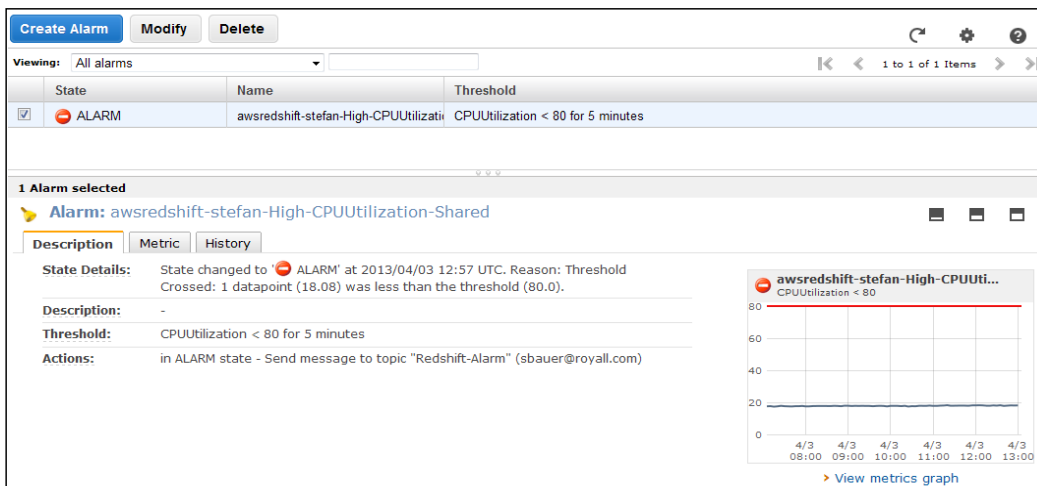 Create Alarm Modify Delete
Viewing: All alarms 1 to 1 of 1 Items
State Name Threshold
ALARM awsredshift-stefan-High-CPUUtilizati CPUUtilization < 80 for 5 minutes
1 Alarm selected
Alarm: awsredshift-stefan-High-CPUUtilization-Shared
Description Metric History
State Details: State changed to ' ALARM' at 2013/04/03 12:57 UTC. Reason: Threshold
Crossed: 1 datapoint (18.08) was less than the threshold (80.0).
Description: -
Threshold: CPUUtilization < 80 for 5 minutes
Actions: in ALARM state - Send message to topic "Redshift-Alarm" (sbauer@royall.com)
awsredshift-stefan-High-CPUUti...
CPUUtilization < 80
80
60
40
20
0
4/3 4/3 4/3 4/3 4/3 4/3
08:00 09:00 10:00 11:00 12:00 13:00
View metrics graph